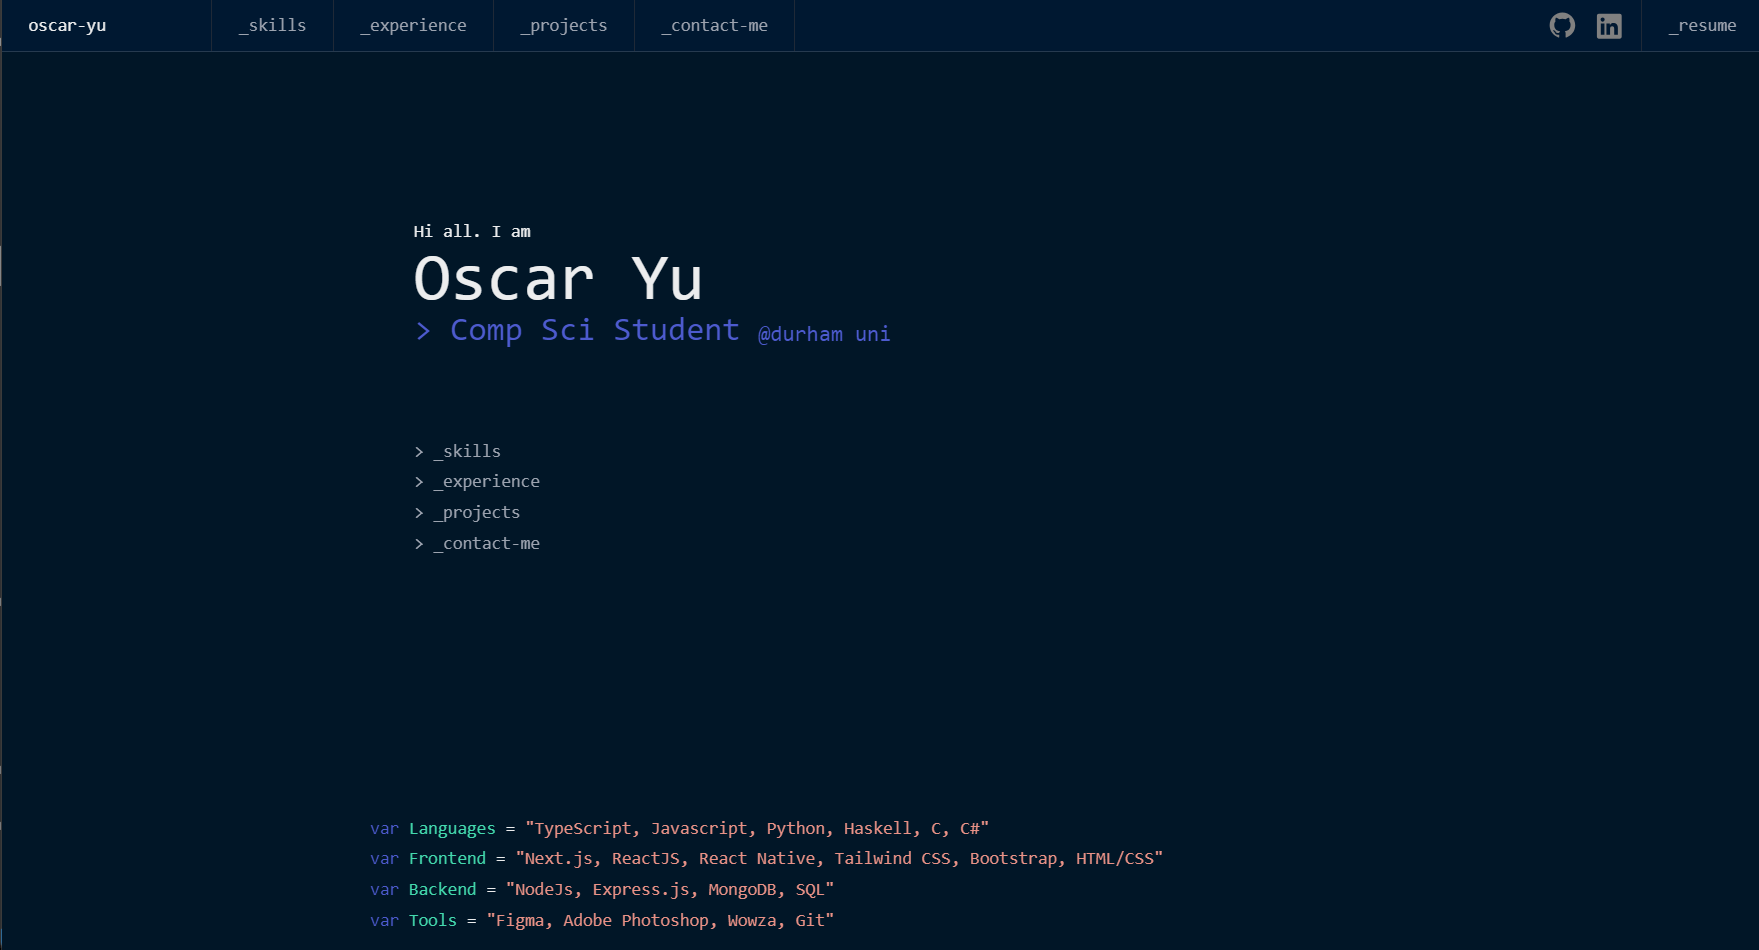 oscar-yu _skills _experience _projects _contact-me in _resume
Hi all. I am
Oscar Yu
> Comp Sci Student @durham uni
> _skills
> _experience
> _projects
> _contact-me
var Languages = "TypeScript, Javascript, Python, Haskell, C, C#"
var Frontend = "Next.js, ReactJS, React Native, Tailwind CSS, Bootstrap, HTML/CSS"
var Backend = "NodeJs, Express.js, MongoDB, SQL"
var Tools = "Figma, Adobe Photoshop, Wowza, Git"